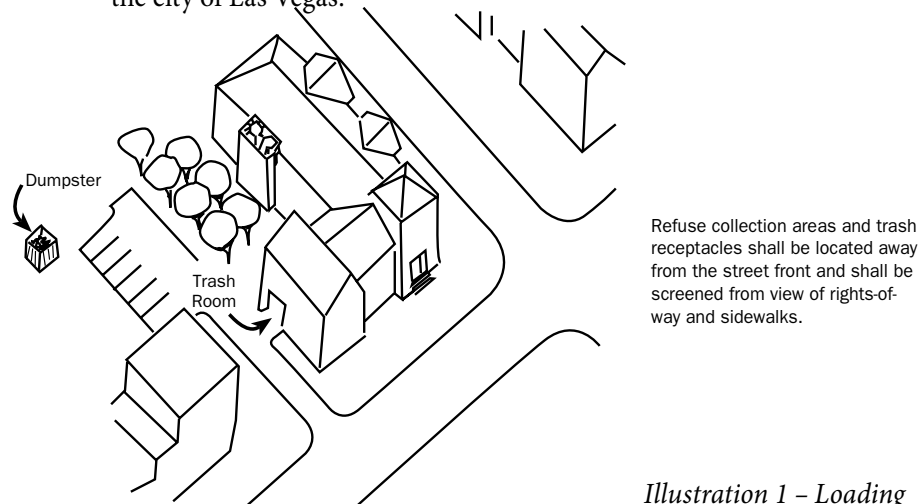 the city of Las Vegas.
Dumpster
Trash
Room
Refuse collection areas and trash
receptacles shall be located away
from the street front and shall be
screened from view of rights-of-
way and sidewalks.
Illustration 1 – Loading